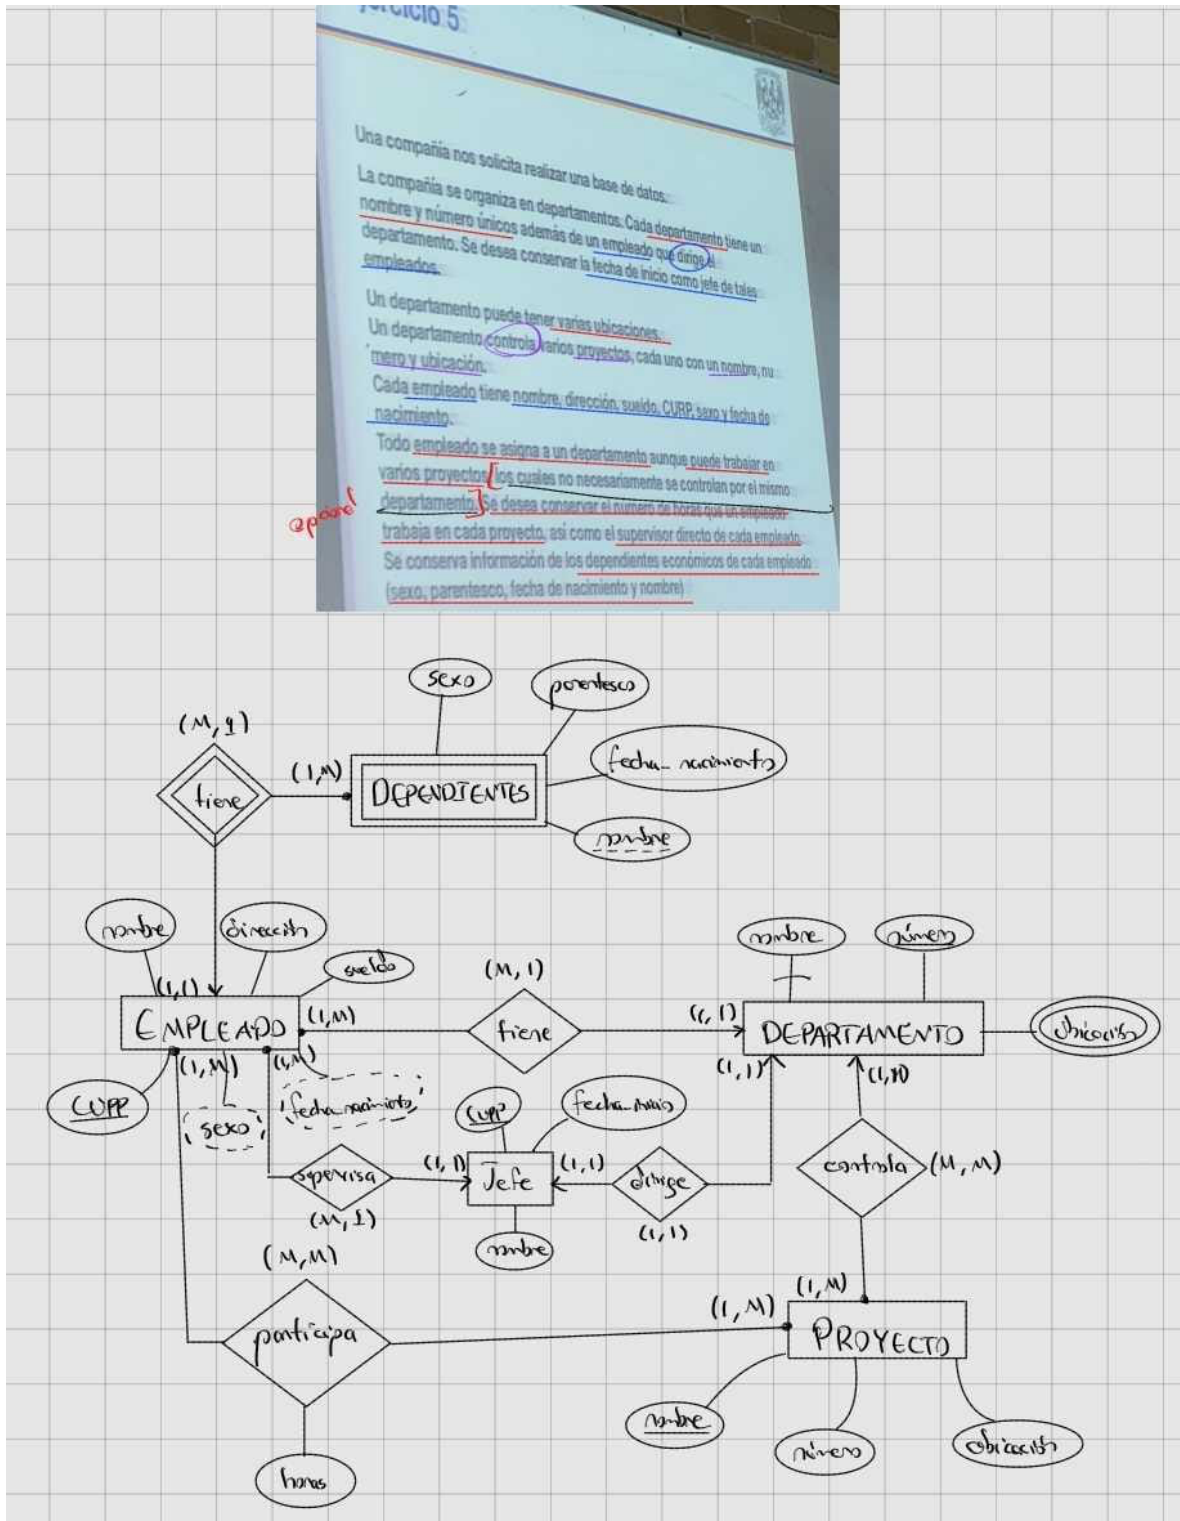 ejercicio 5
Una compañía nos solicita realizar una base de datos.
La compañía se organiza en departamentos. Cada departamento tiene un
nombre y número únicos además de un empleado que dirige el
departamento. Se desea conservar la fecha de inicio como jefe de tales
empleados.
Un departamento puede tener varias ubicaciones.
Un departamento controla varios proyectos, cada uno con un nombre, nu
mero y ubicación.
Cada empleado tiene nombre, dirección, sueldo, CURP, sexo y fecha de
nacimiento.
Todo empleado se asigna a un departamento aunque puede trabajar en
varios proyectos los cuales no necesariamente se controlan por el mismo
departamento. Se desea conservar el numero de horas que un empleado
trabaja en cada proyecto, así como el supervisor directo de cada empleado.
Se conserva información de los dependientes económicos de cada empleado
(sexo, parentesco, fecha de nacimiento y nombre)
sexo
parentesco
(M, 1)
fecha_nacimiento
(1,M)
DEPENDIENTES
tiene
nombre
nombre
dirección
nombre
número
sueldo
(M, 1)
(1,1)
(1,M)
(1,1)
EMPLEADO
tiene
DEPARTAMENTO
ubicación
(1,M)
(1,M)
(1,1)
(1,M)
CURP
sexo
fecha_nacimiento
CURP
fecha_inicio
supervisa
(1,1)
Jefe
(1,1)
dirige
controla
(M, M)
(M, 1)
(1,1)
nombre
(M, M)
(1,M)
(1, M)
participa
PROYECTO
nombre
número
ubicación
horas